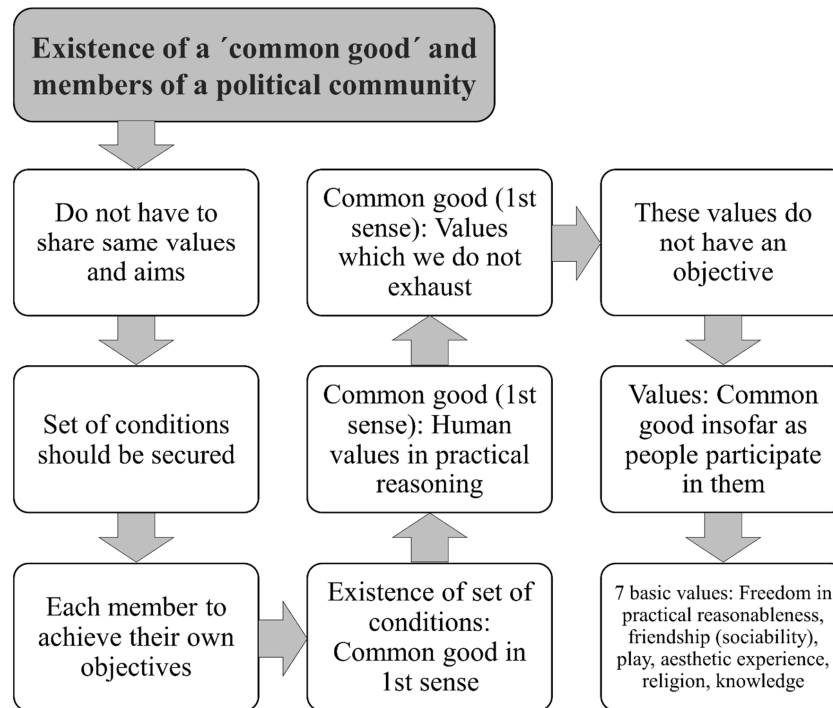 Existence of a ´common good´ and
members of a political community
Do not have to
share same values
and aims
Set of conditions
should be secured
Each member to
achieve their own
objectives
Existence of set of
conditions:
Common good in
1st sense
Common good (1st
sense): Human
values in practical
reasoning
Common good (1st
sense): Values
which we do not
exhaust
These values do
not have an
objective
Values: Common
good insofar as
people participate
in them
7 basic values: Freedom in
practical reasonableness,
friendship (sociability),
play, aesthetic experience,
religion, knowledge